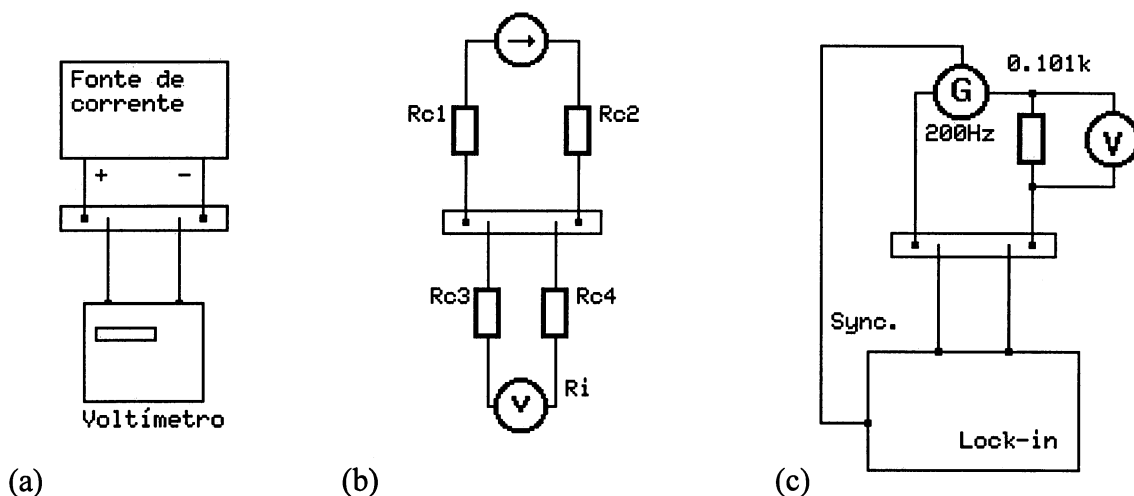 Fonte de
corrente
+ -
Voltímetro
(a)
Rc1
Rc2
Rc3
Rc4
V
Ri
(b)
0.101k
G
200Hz
V
Sync.
Lock-in
(c)